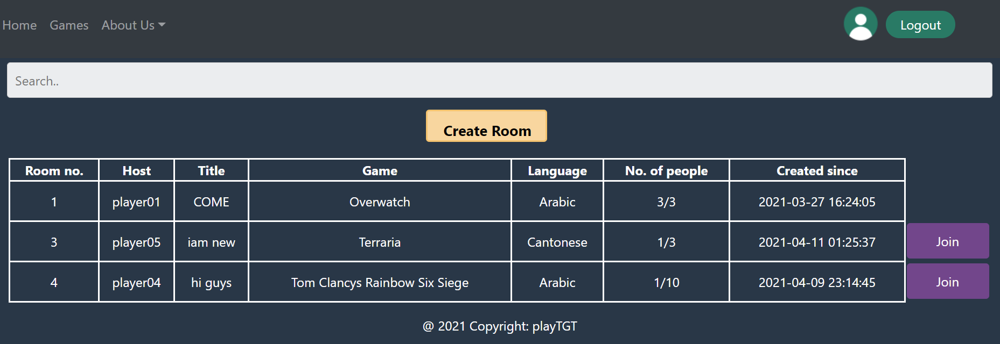 Home Games About Us Logout
Search..
Create Room
Room no. Host Title Game Language No. of people Created since
1 player01 COME Overwatch Arabic 3/3 2021-03-27 16:24:05
3 player05 iam new Terraria Cantonese 1/3 2021-04-11 01:25:37 Join
4 player04 hi guys Tom Clancys Rainbow Six Siege Arabic 1/10 2021-04-09 23:14:45 Join
@ 2021 Copyright: playTGT